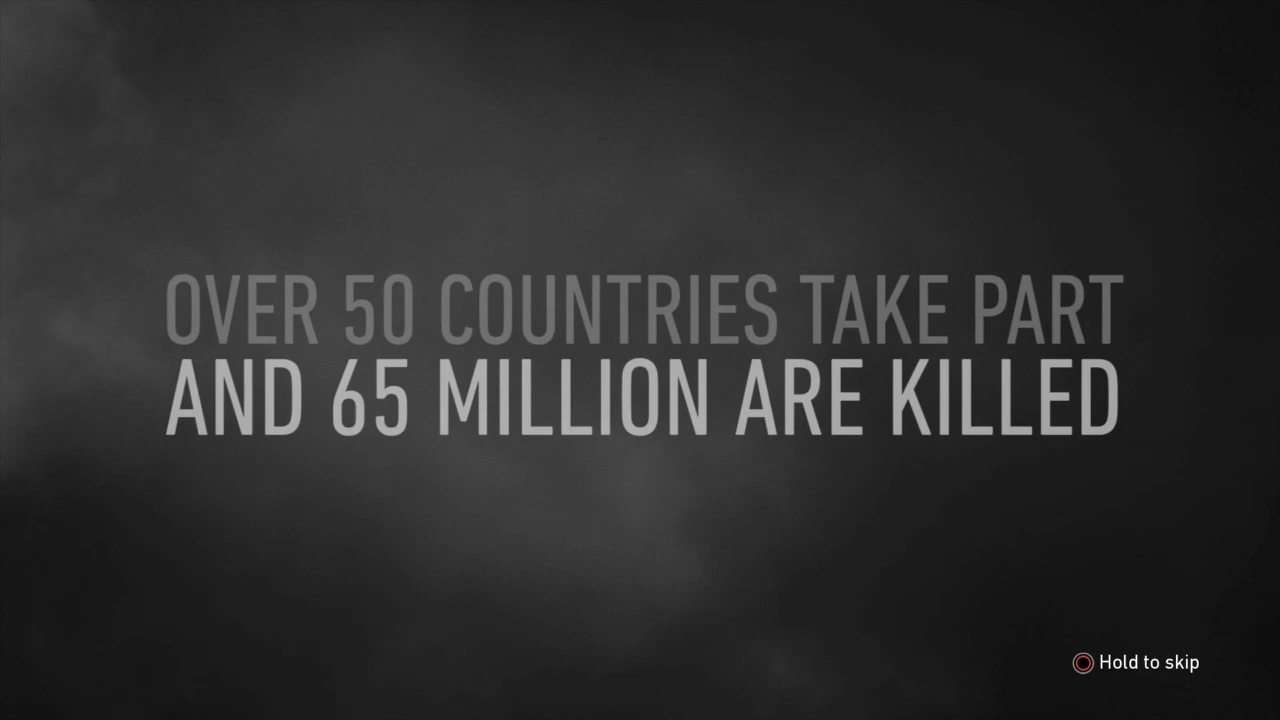 OVER 50 COUNTRIES TAKE PART
AND 65 MILLION ARE KILLED
Hold to skip